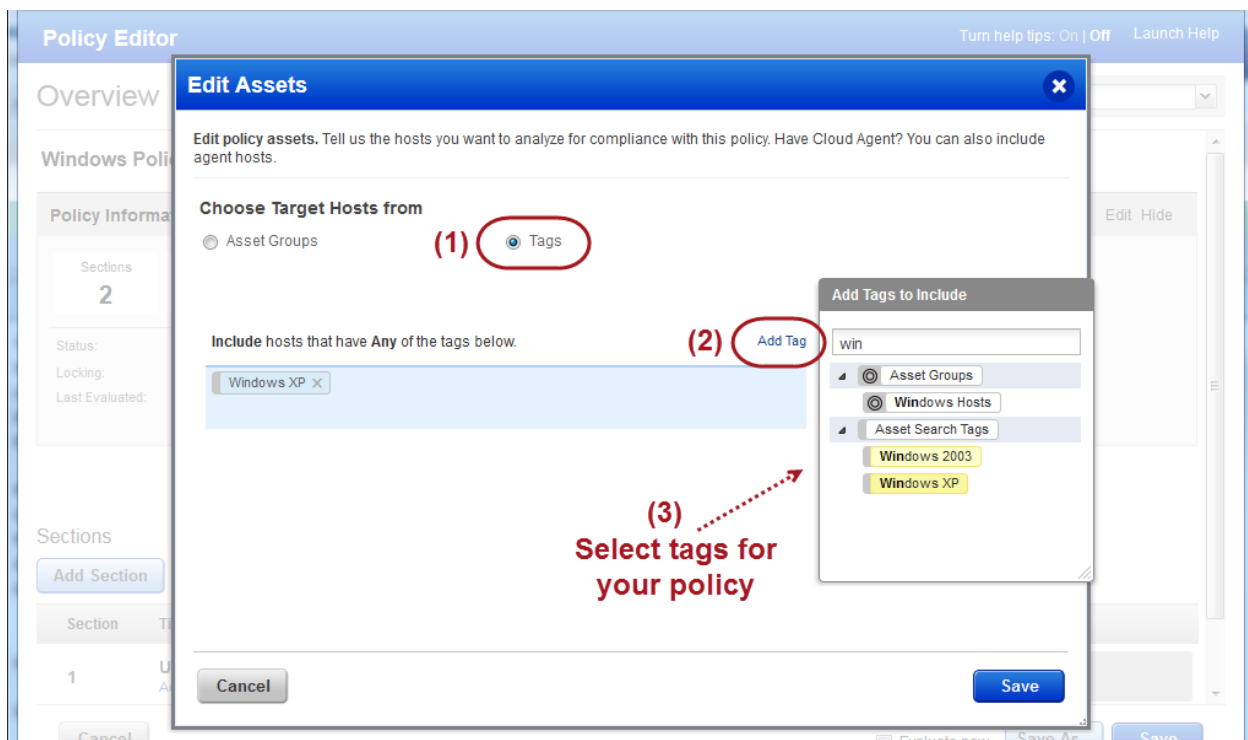 Policy Editor
Turn help tips: On | Off Launch Help
Overview
Edit Assets
Edit policy assets. Tell us the hosts you want to analyze for compliance with this policy. Have Cloud Agent? You can also include
agent hosts.
Windows Poli
Choose Target Hosts from
Policy Informa
Edit Hide
Asset Groups
(1)
Tags
Sections
2
Add Tags to Include
Include hosts that have Any of the tags below.
(2)
Add Tag
win
Status:
Locking:
Last Evaluated:
Windows XP
Asset Groups
Windows Hosts
Asset Search Tags
Windows 2003
Windows XP
(3)
Select tags for
your policy
Sections
Add Section
Section Ti
1 U
A
Cancel
Save
Cancel
Evaluate now Save As... Save